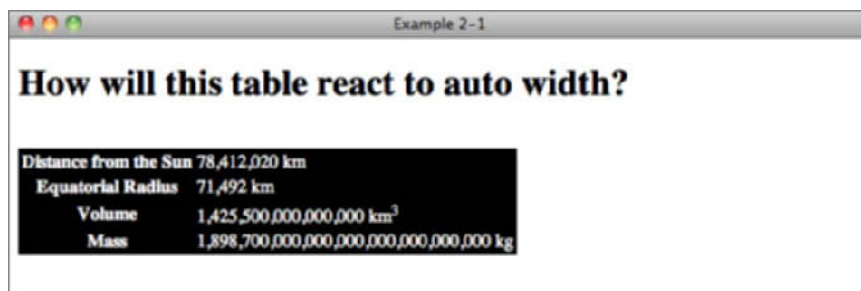 Example 2-1
How will this table react to auto width?
Distance from the Sun 78,412,020 km
Equatorial Radius 71,492 km
Volume 1,425,500,000,000,000 km³
Mass 1,898,700,000,000,000,000,000,000,000 kg